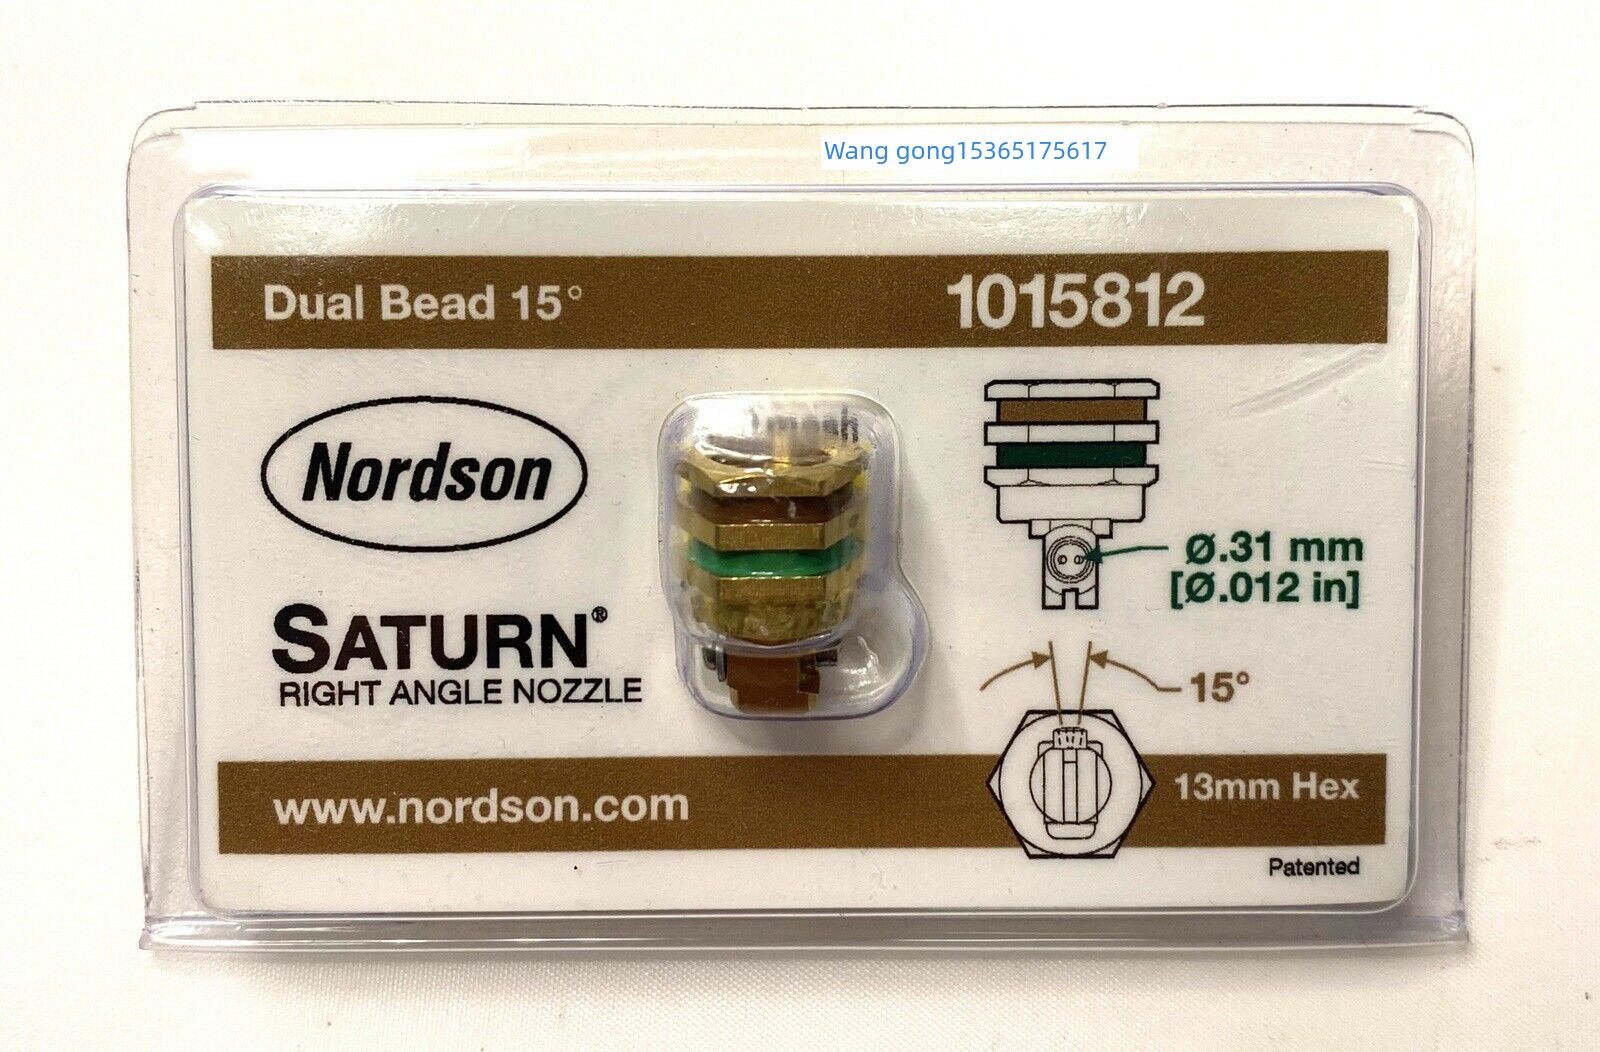 Wang gong15365175617
Dual Bead 15°
1015812
Nordson
Ø.31 mm
[Ø.012 in]
SATURN®
RIGHT ANGLE NOZZLE
15°
www.nordson.com
13mm Hex
Patented